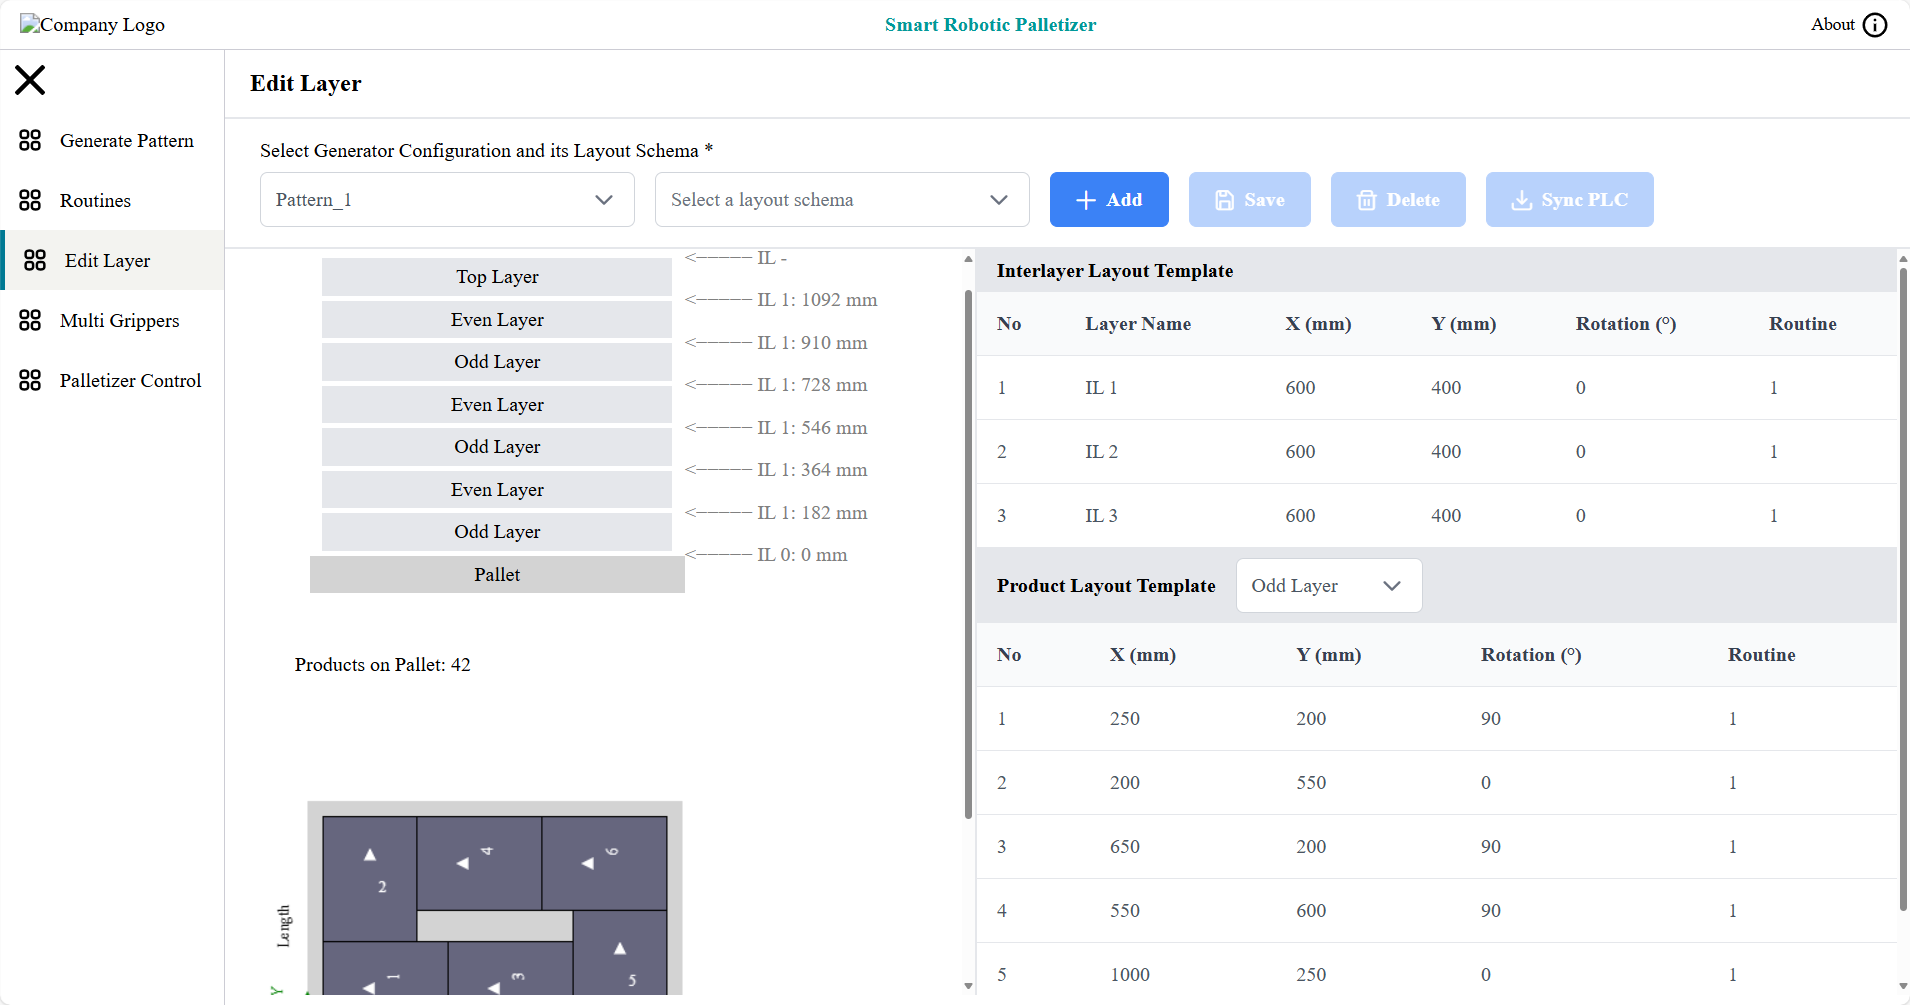 Company Logo
Smart Robotic Palletizer
About
Generate Pattern
Routines
Edit Layer
Multi Grippers
Palletizer Control
Edit Layer
Select Generator Configuration and its Layout Schema *
Pattern_1
Select a layout schema
Add
Save
Delete
Sync PLC
<----- IL -
Top Layer
<----- IL 1: 1092 mm
Even Layer
<----- IL 1: 910 mm
Odd Layer
<----- IL 1: 728 mm
Even Layer
<----- IL 1: 546 mm
Odd Layer
<----- IL 1: 364 mm
Even Layer
<----- IL 1: 182 mm
Odd Layer
<----- IL 0: 0 mm
Pallet
Products on Pallet: 42
2
4
6
Length
1
3
5
Y
Interlayer Layout Template
No Layer Name X (mm) Y (mm) Rotation (°) Routine
1 IL 1 600 400 0 1
2 IL 2 600 400 0 1
3 IL 3 600 400 0 1
Product Layout Template Odd Layer
No X (mm) Y (mm) Rotation (°) Routine
1 250 200 90 1
2 200 550 0 1
3 650 200 90 1
4 550 600 90 1
5 1000 250 0 1